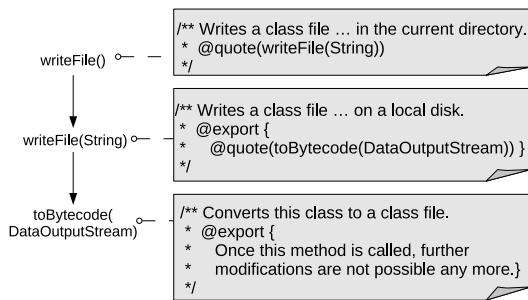 writeFile()
/** Writes a class file … in the current directory.
* @quote(writeFile(String))
*/
writeFile(String)
/** Writes a class file … on a local disk.
* @export {
* @quote(toBytecode(DataOutputStream)) }
*/
toBytecode(
DataOutputStream)
/** Converts this class to a class file.
* @export {
* Once this method is called, further
* modifications are not possible any more.}
*/